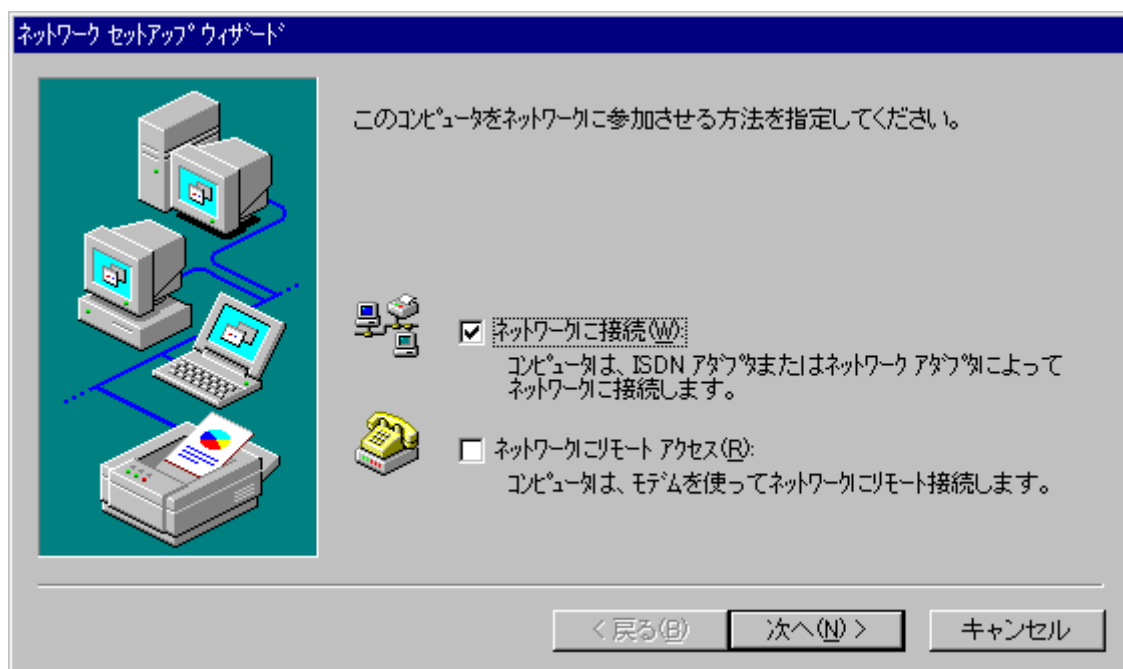 ネットワーク セットアップ ウィザード
このコンピュータをネットワークに参加させる方法を指定してください。
ネットワークに接続(W):
コンピュータは、ISDN アダプタまたはネットワーク アダプタによって
ネットワークに接続します。
ネットワークにリモート アクセス(R):
コンピュータは、モデムを使ってネットワークにリモート接続します。
< 戻る(B)
次へ(N) >
キャンセル